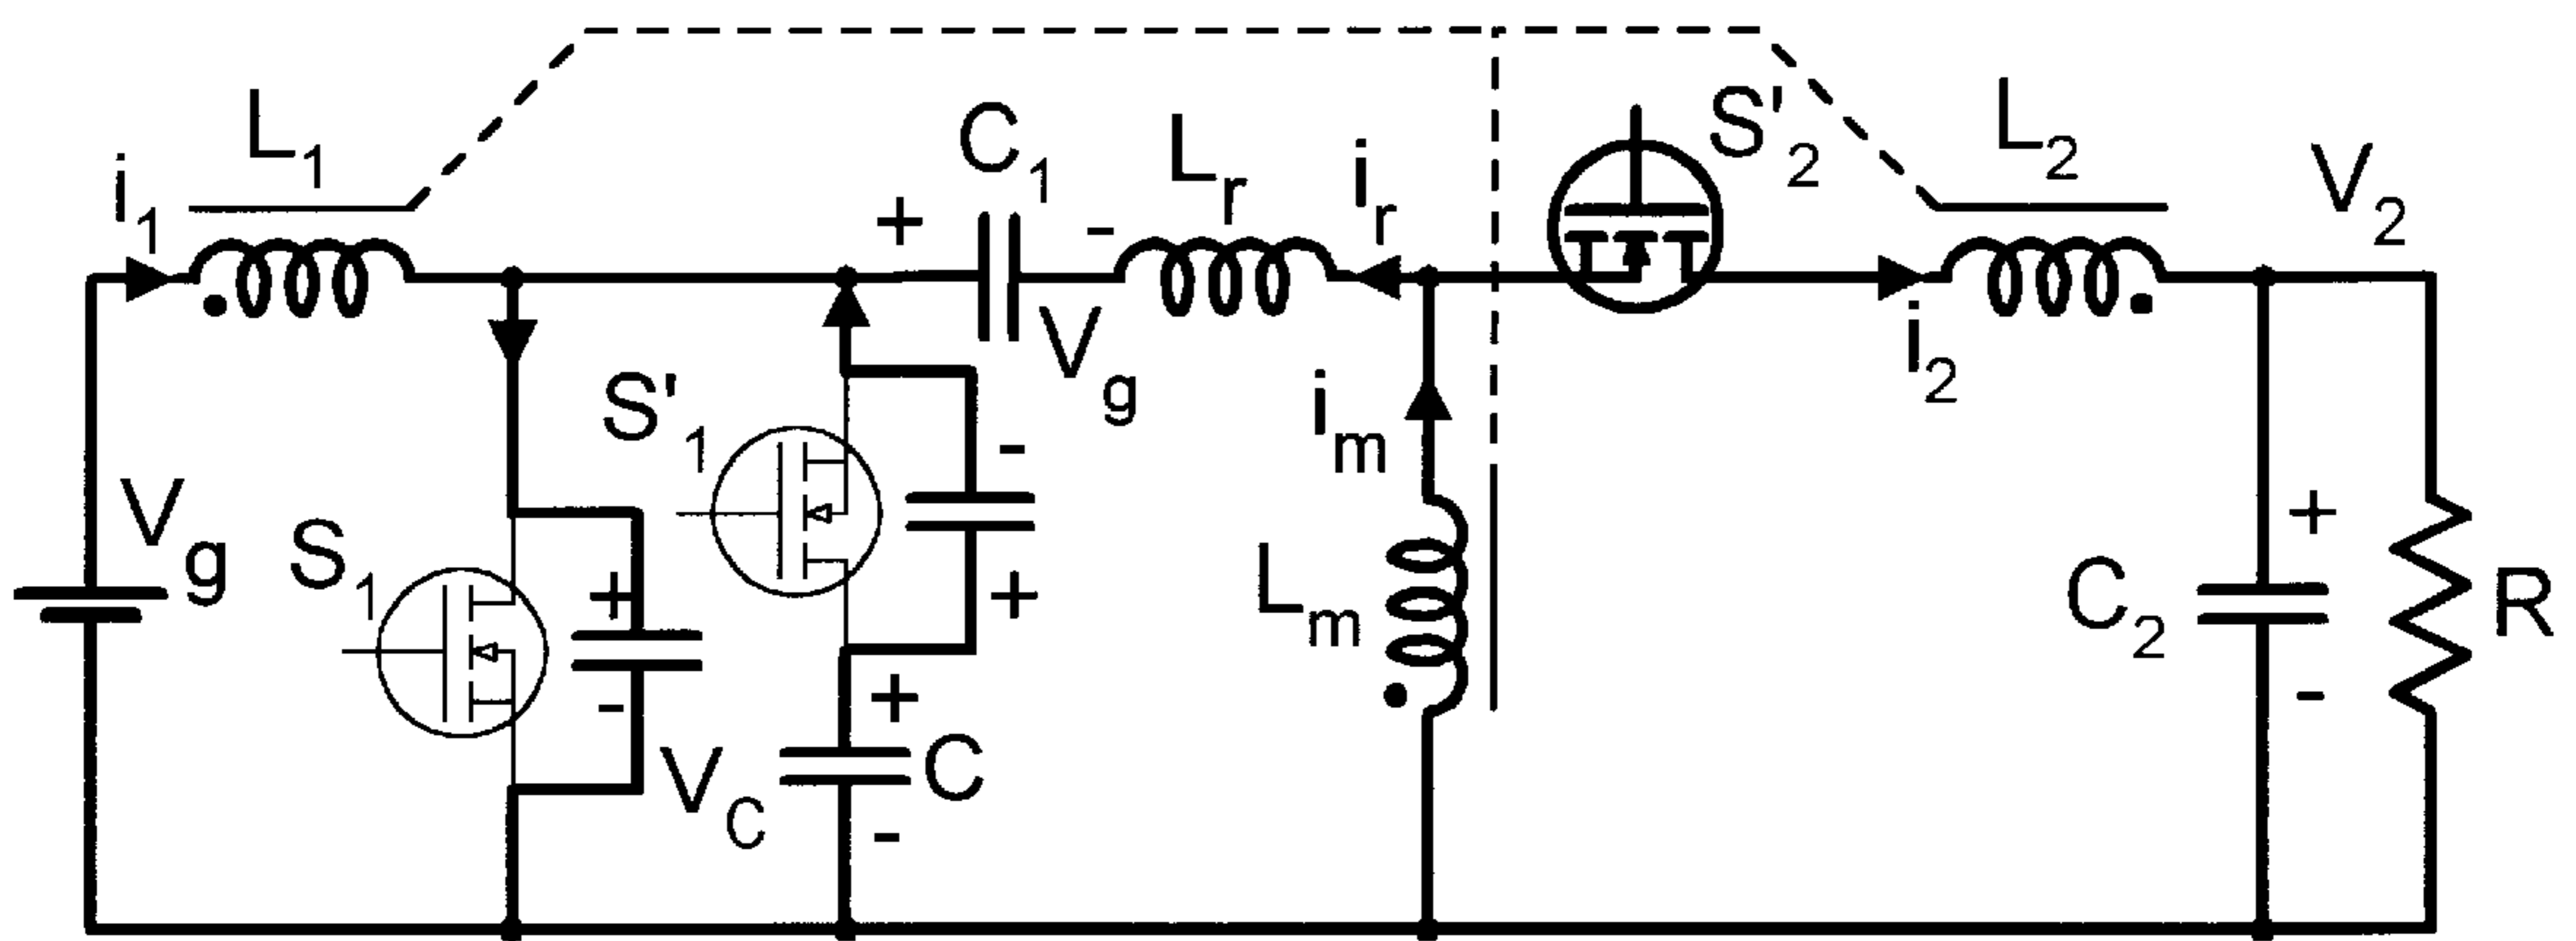 L1
i1
C1
+
-
Vg
Lr
ir
S'2
L2
i2
V2
Vg
S1
+
-
S'1
-
+
VC
+
C
-
im
Lm
C2
+
-
R